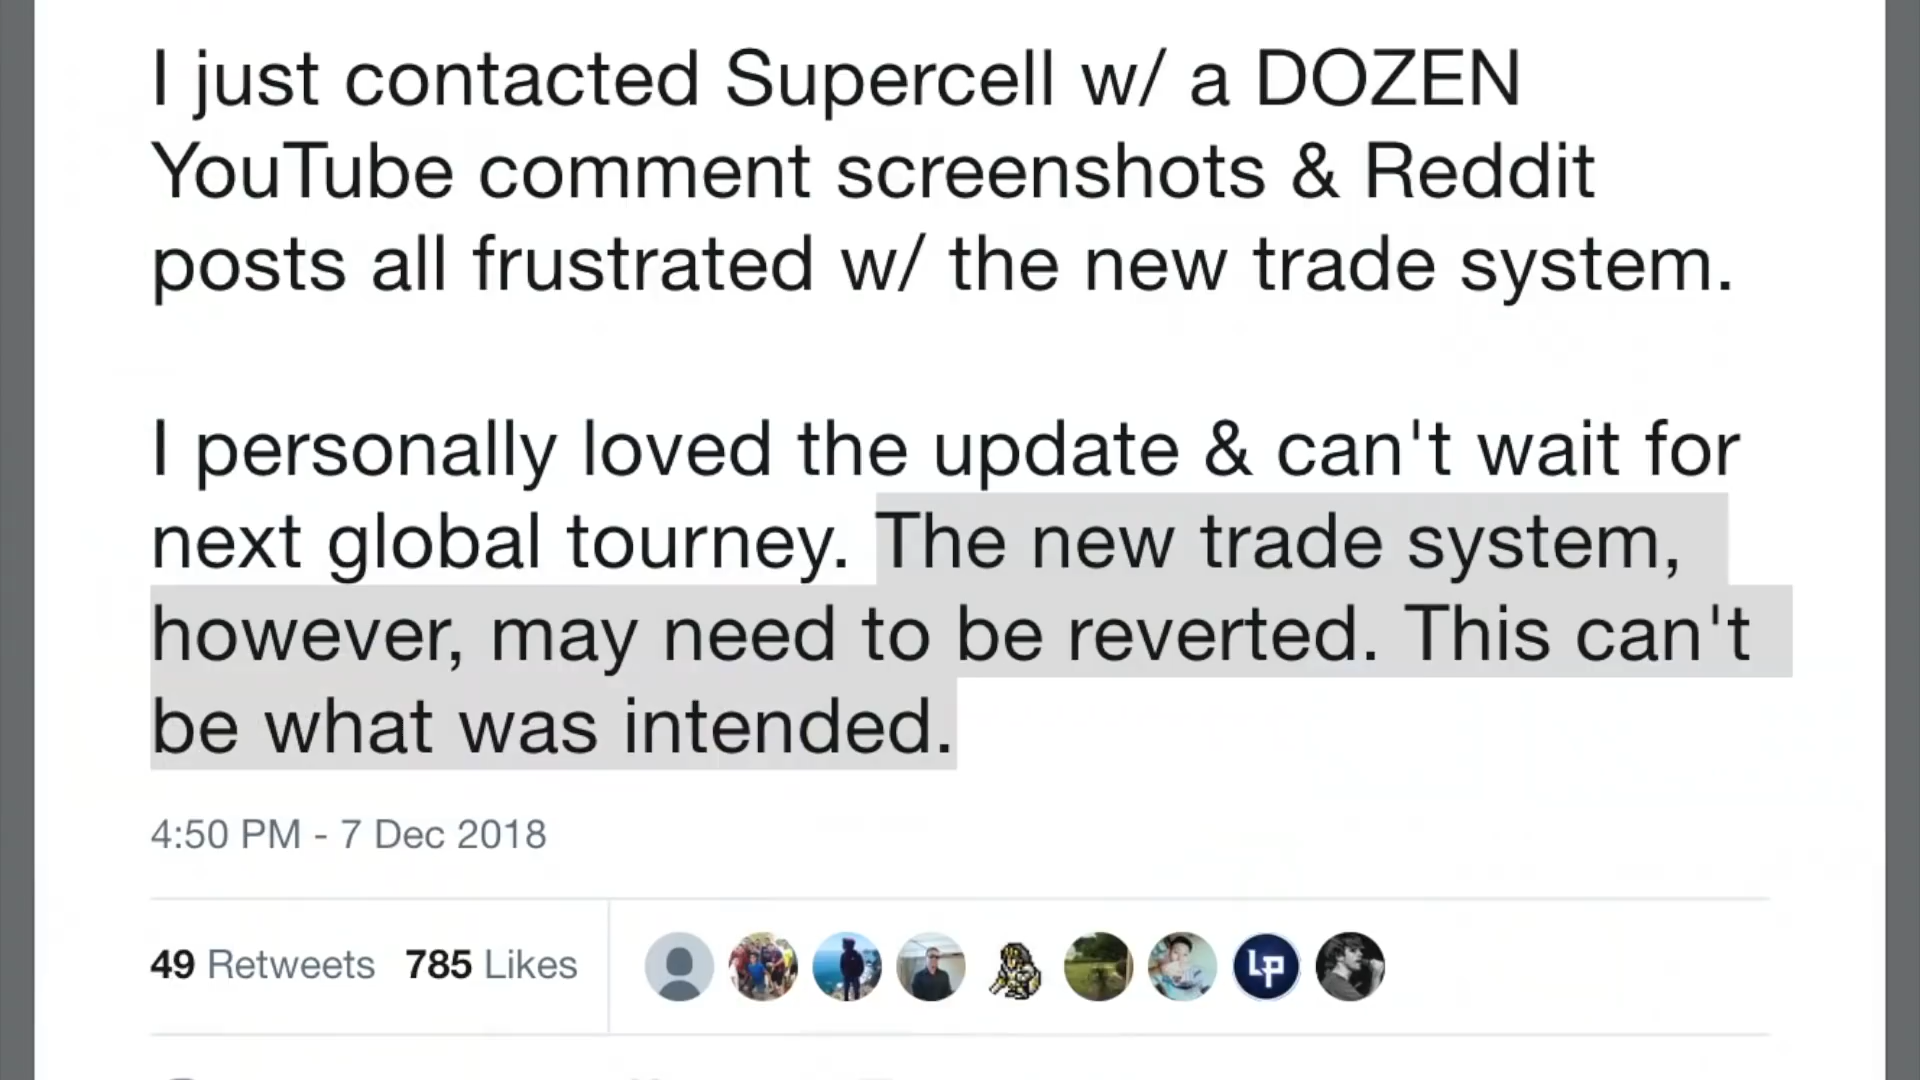 I just contacted Supercell w/ a DOZEN
YouTube comment screenshots & Reddit
posts all frustrated w/ the new trade system.
I personally loved the update & can't wait for
next global tourney. The new trade system,
however, may need to be reverted. This can't
be what was intended.
4:50 PM - 7 Dec 2018
49 Retweets 785 Likes
LP